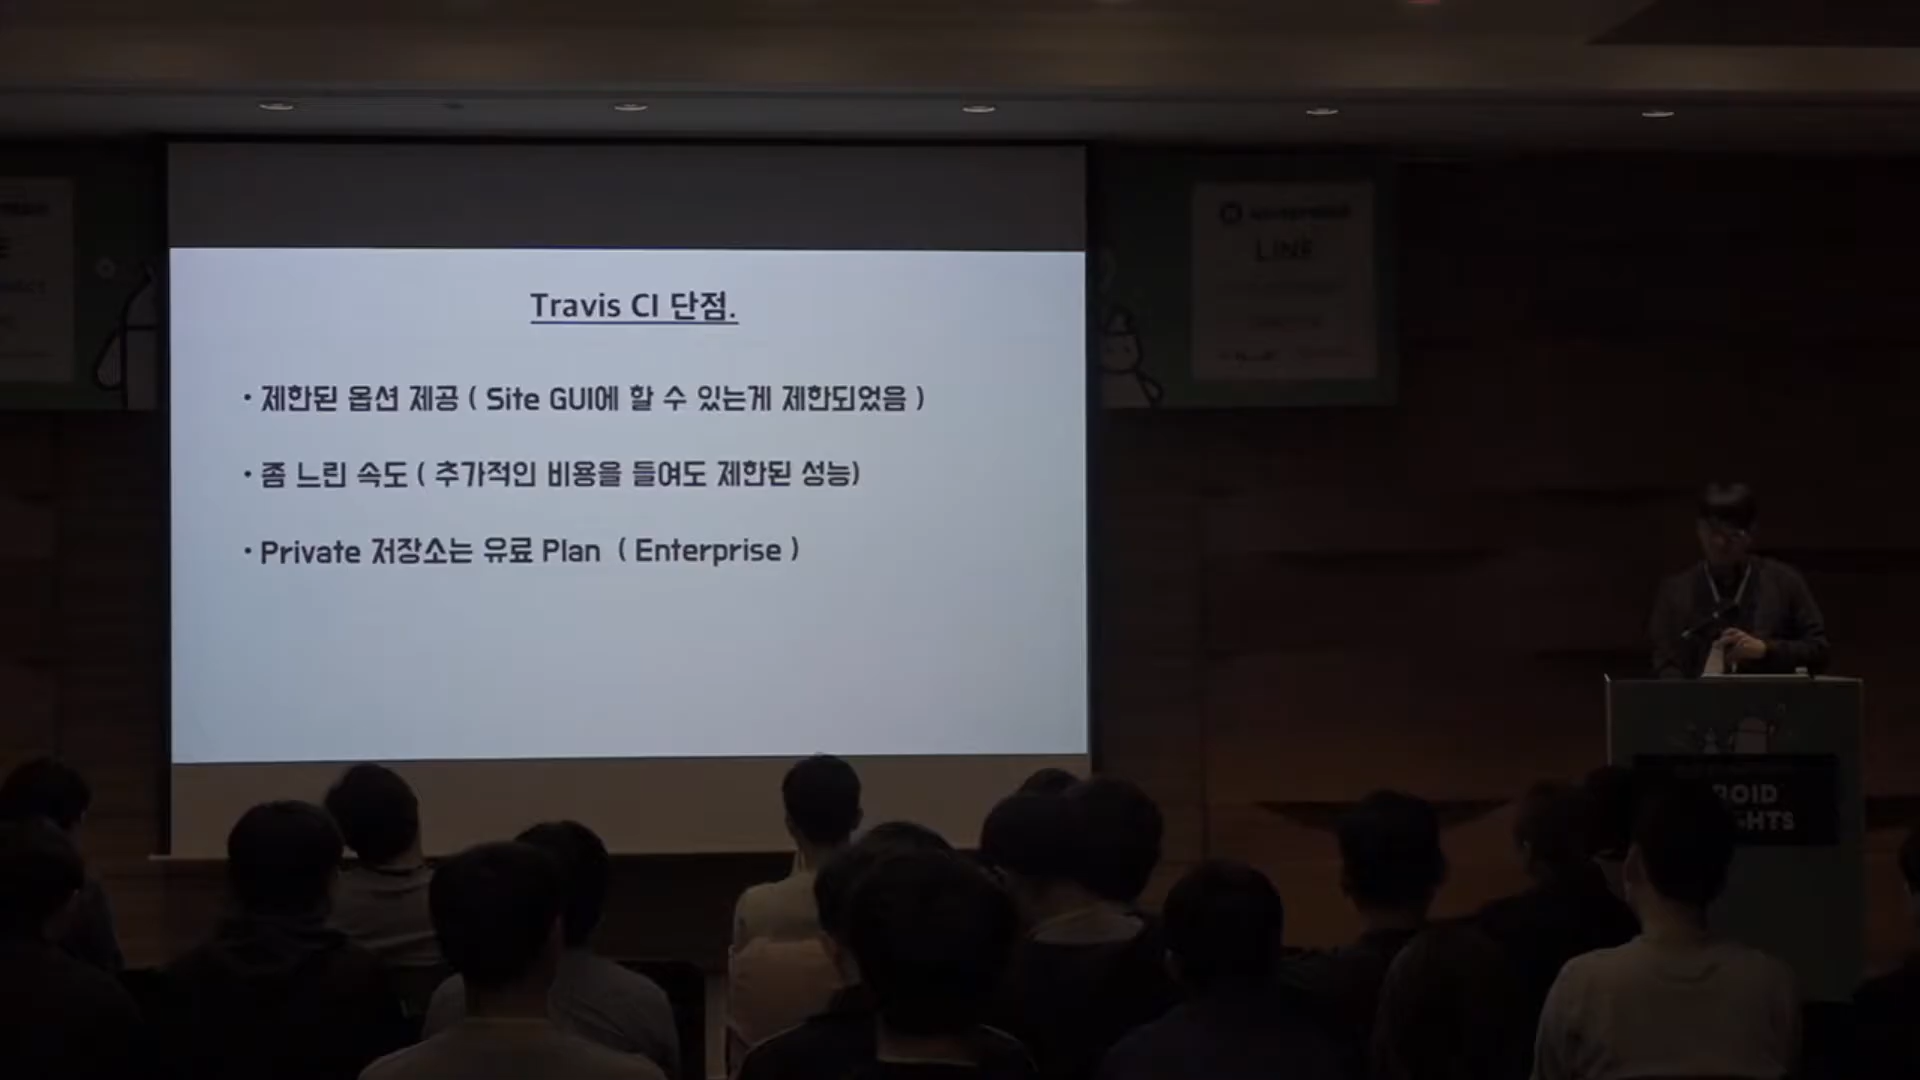 Travis CI 단점.
• 제한된 옵션 제공 ( Site GUI에 할 수 있는게 제한되었음 )
• 좀 느린 속도 ( 추가적인 비용을 들여도 제한된 성능)
• Private 저장소는 유료 Plan ( Enterprise )
LINE